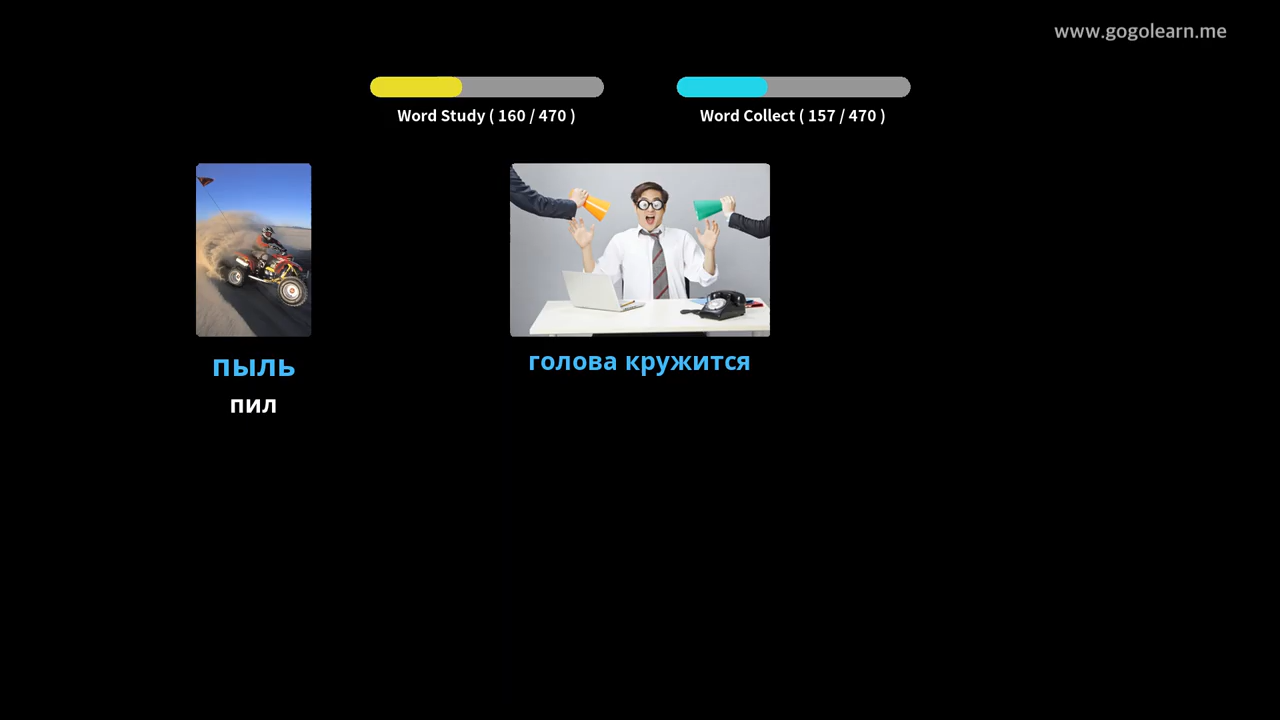 www.gogolearn.me
Word Study ( 160 / 470 )
Word Collect ( 157 / 470 )
пыль
пил
голова кружится